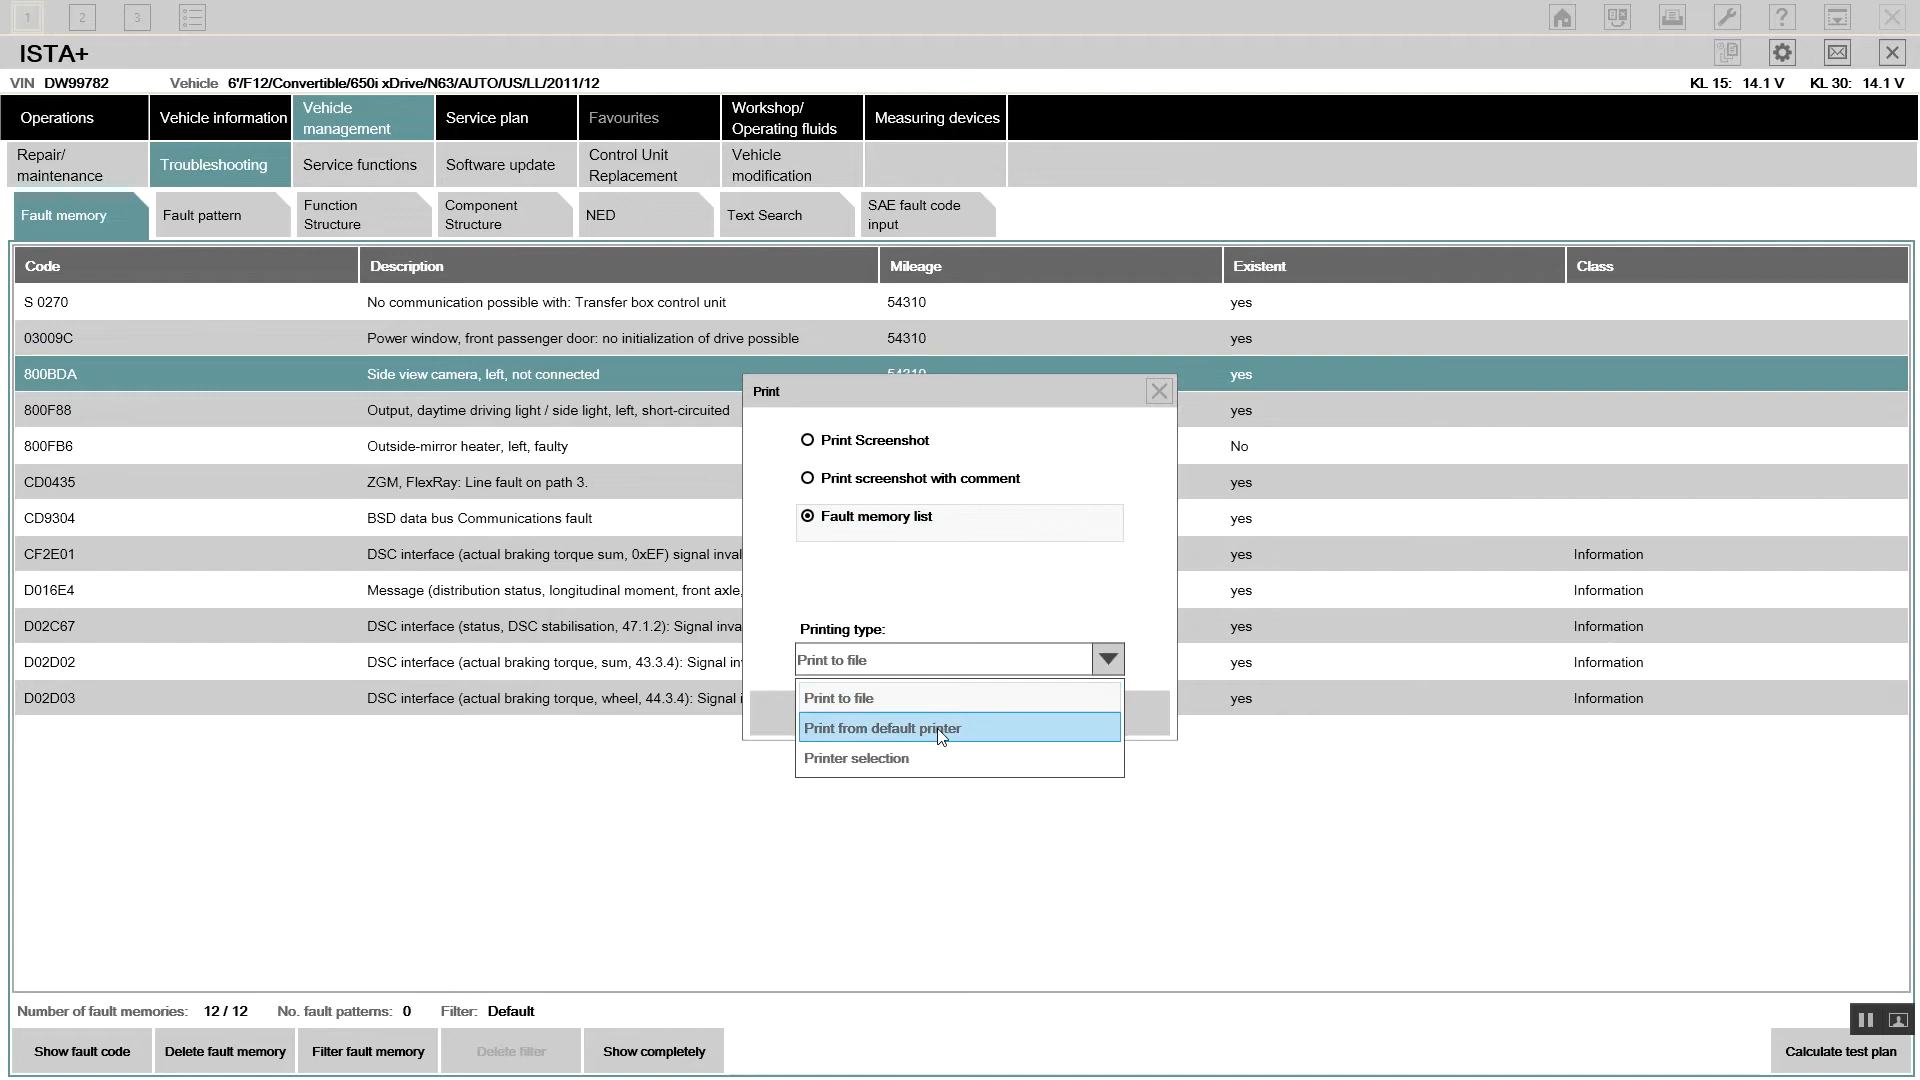 1 2 3
ISTA+
VIN DW99782 Vehicle 6'/F12/Convertible/650i xDrive/N63/AUTO/US/LL/2011/12 KL 15: 14.1 V KL 30: 14.1 V
Operations
Vehicle information
Vehicle
management
Service plan
Favourites
Workshop/
Operating fluids
Measuring devices
Repair/
maintenance
Troubleshooting
Service functions
Software update
Control Unit
Replacement
Vehicle
modification
Fault memory
Fault pattern
Function
Structure
Component
Structure
NED
Text Search
SAE fault code
input
Code Description Mileage Existent Class
S 0270 No communication possible with: Transfer box control unit 54310 yes
03009C Power window, front passenger door: no initialization of drive possible 54310 yes
800BDA Side view camera, left, not connected 54310 yes
800F88 Output, daytime driving light / side light, left, short-circuited yes
800FB6 Outside-mirror heater, left, faulty No
CD0435 ZGM, FlexRay: Line fault on path 3. yes
CD9304 BSD data bus Communications fault yes
CF2E01 DSC interface (actual braking torque sum, 0xEF) signal inval yes Information
D016E4 Message (distribution status, longitudinal moment, front axle, yes Information
D02C67 DSC interface (status, DSC stabilisation, 47.1.2): Signal inva yes Information
D02D02 DSC interface (actual braking torque, sum, 43.3.4): Signal in yes Information
D02D03 DSC interface (actual braking torque, wheel, 44.3.4): Signal i yes Information
Print
Print Screenshot
Print screenshot with comment
Fault memory list
Printing type:
Print to file
Print to file
Print from default printer
Printer selection
Number of fault memories: 12 / 12 No. fault patterns: 0 Filter: Default
Show fault code Delete fault memory Filter fault memory Delete filter Show completely Calculate test plan